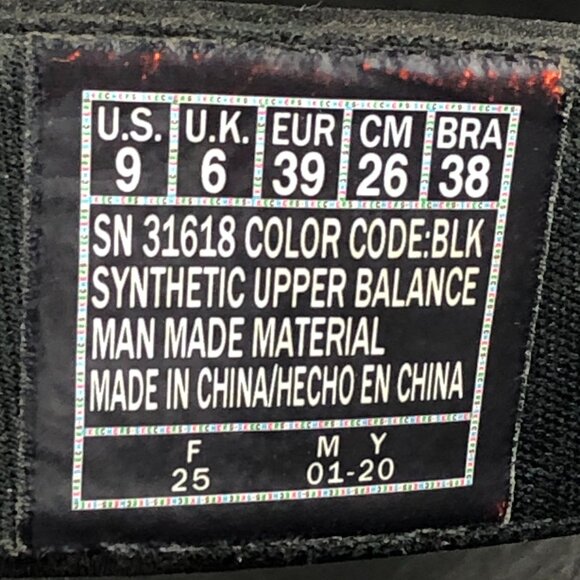 U.S. U.K. EUR CM BRA
9 6 39 26 38
SN 31618 COLOR CODE:BLK
SYNTHETIC UPPER BALANCE
MAN MADE MATERIAL
MADE IN CHINA/HECHO EN CHINA
F M Y
25 01-20